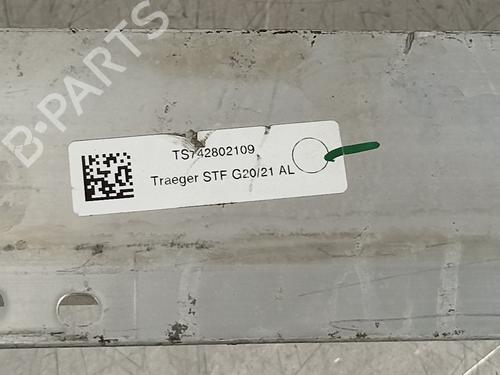 B-PARTS
TS742802109
Traeger STF G20/21 AL